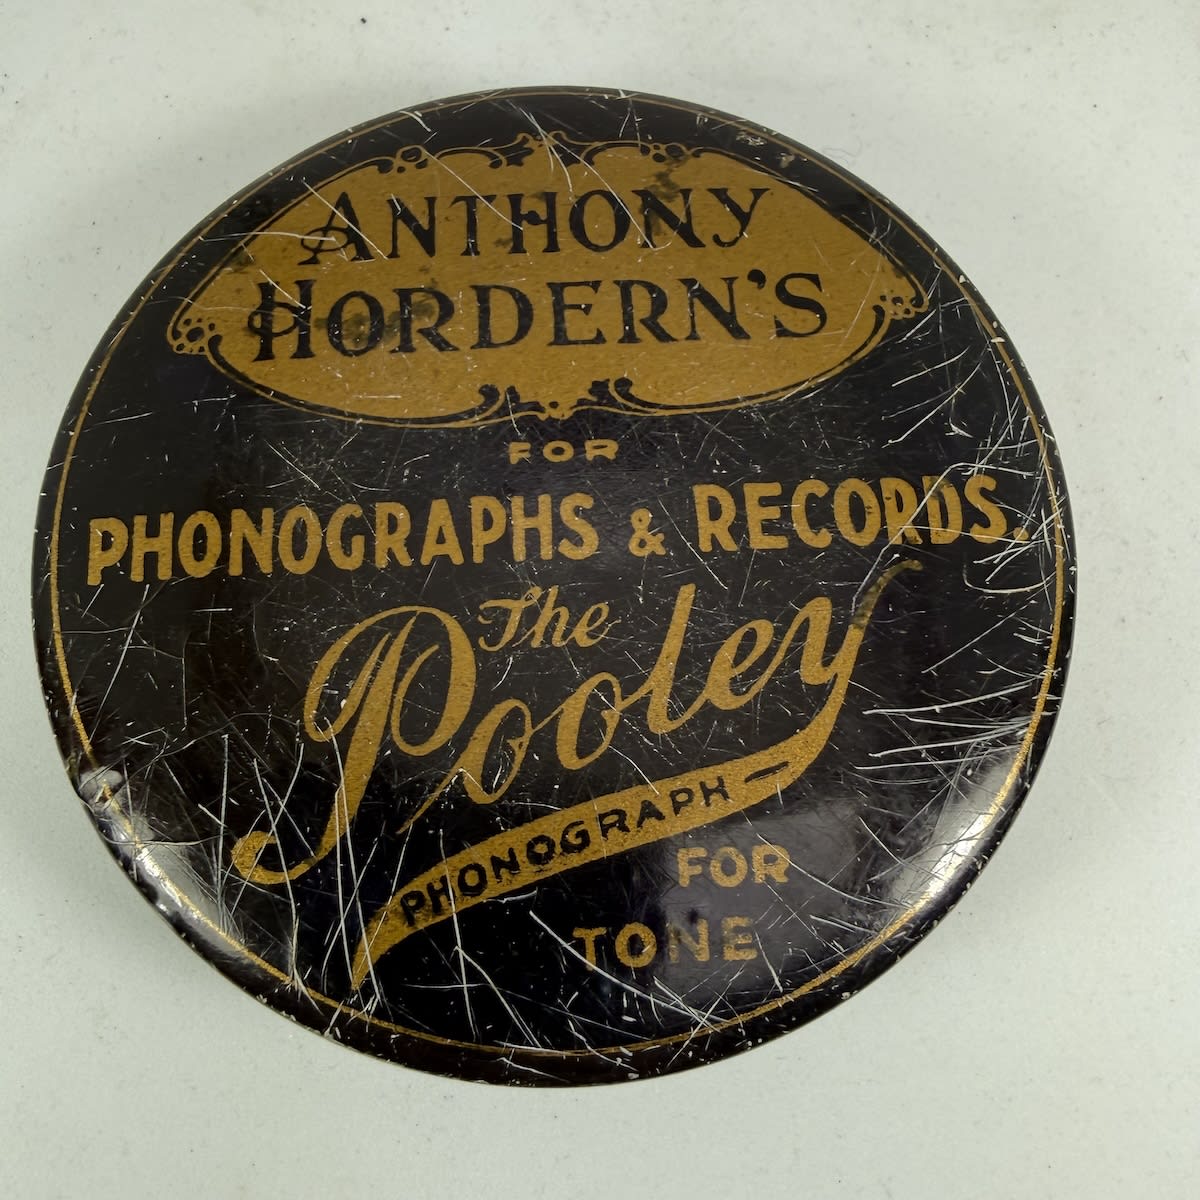 ANTHONY
HORDERN'S
FOR
PHONOGRAPHS & RECORDS.
The
Pooley
PHONOGRAPH -
FOR
TONE